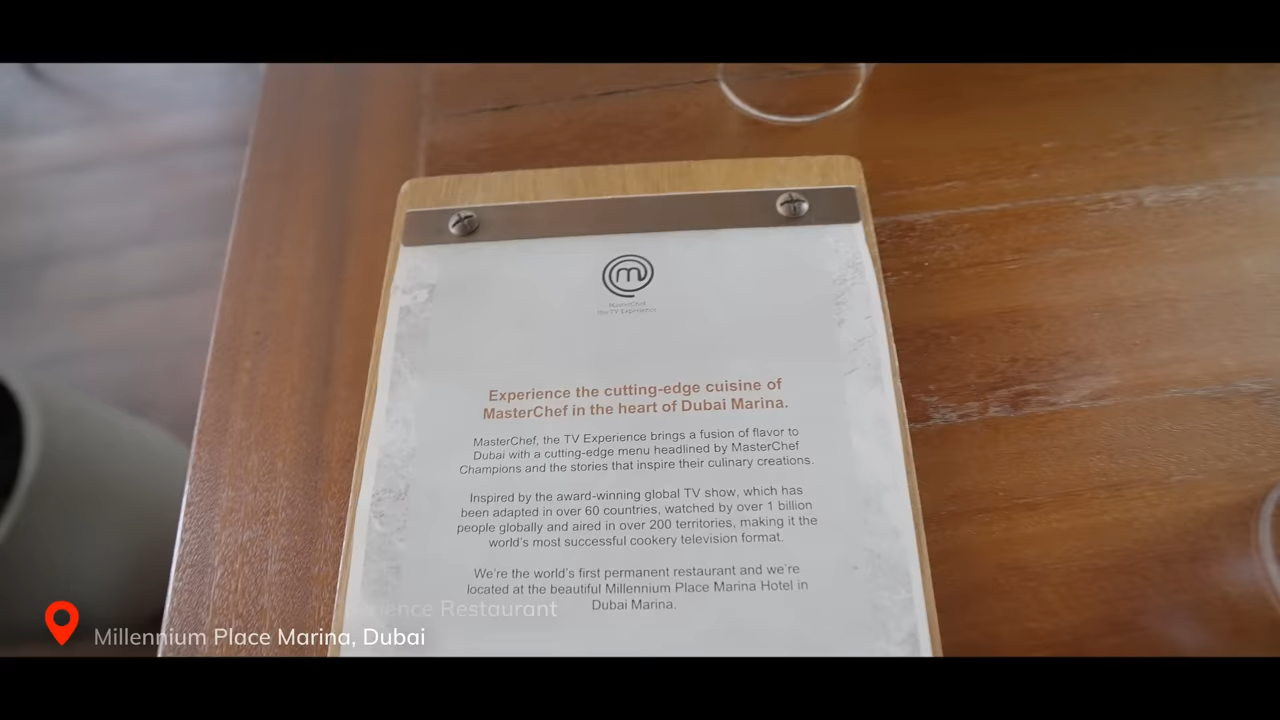 m
MasterChef
the TV Experience
Experience the cutting-edge cuisine of
MasterChef in the heart of Dubai Marina.
MasterChef, the TV Experience brings a fusion of flavor to
Dubai with a cutting-edge menu headlined by MasterChef
Champions and the stories that inspire their culinary creations.
Inspired by the award-winning global TV show, which has
been adapted in over 60 countries, watched by over 1 billion
people globally and aired in over 200 territories, making it the
world's most successful cookery television format.
We're the world's first permanent restaurant and we're
located at the beautiful Millennium Place Marina Hotel in
Dubai Marina.
Restaurant
Millennium Place Marina, Dubai